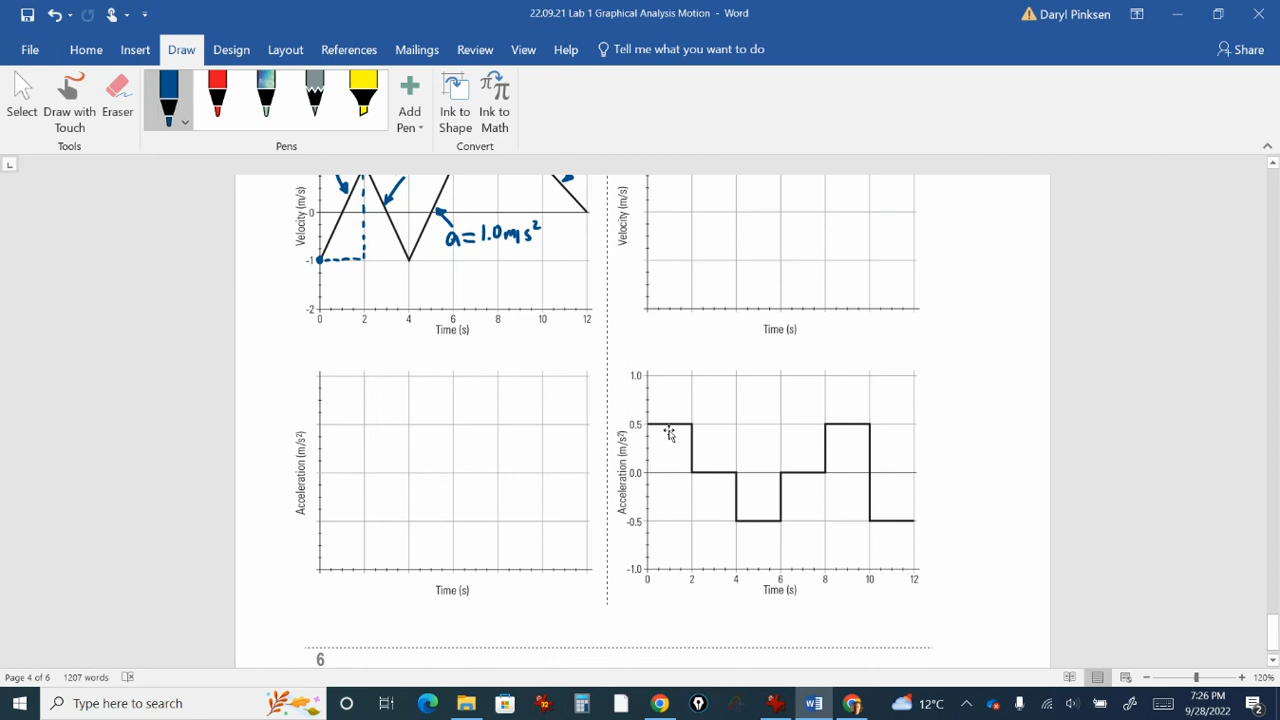 22.09.21 Lab 1 Graphical Analysis Motion - Word
Daryl Pinksen
File Home Insert Draw Design Layout References Mailings Review View Help Tell me what you want to do Share
Select Draw with Touch Eraser Add Pen Ink to Shape Ink to Math
Tools Pens Convert
Velocity (m/s)
0
-1
-2
a = 1.0 m/s²
0 2 4 6 8 10 12
Time (s)
Velocity (m/s)
Time (s)
Acceleration (m/s²)
Time (s)
Acceleration (m/s²)
1.0
0.5
0.0
-0.5
-1.0
0 2 4 6 8 10 12
Time (s)
6
Page 4 of 6 1207 words 120%
Type here to search
12°C
7:26 PM
9/28/2022
2